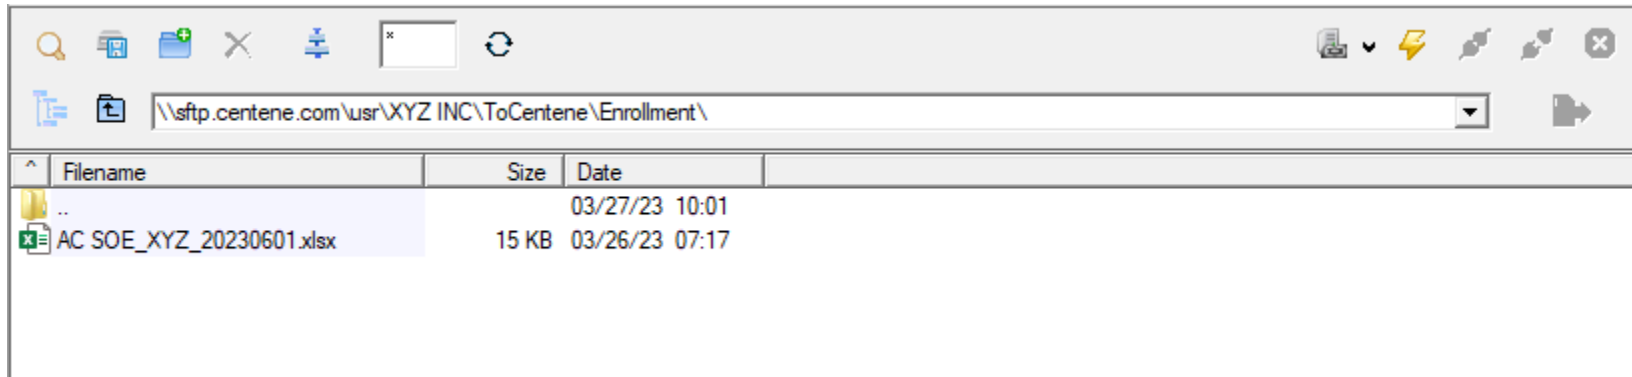 *
\\sftp.centene.com\usr\XYZ INC\ToCentene\Enrollment\
^ Filename Size Date
.. 03/27/23 10:01
AC SOE_XYZ_20230601.xlsx 15 KB 03/26/23 07:17